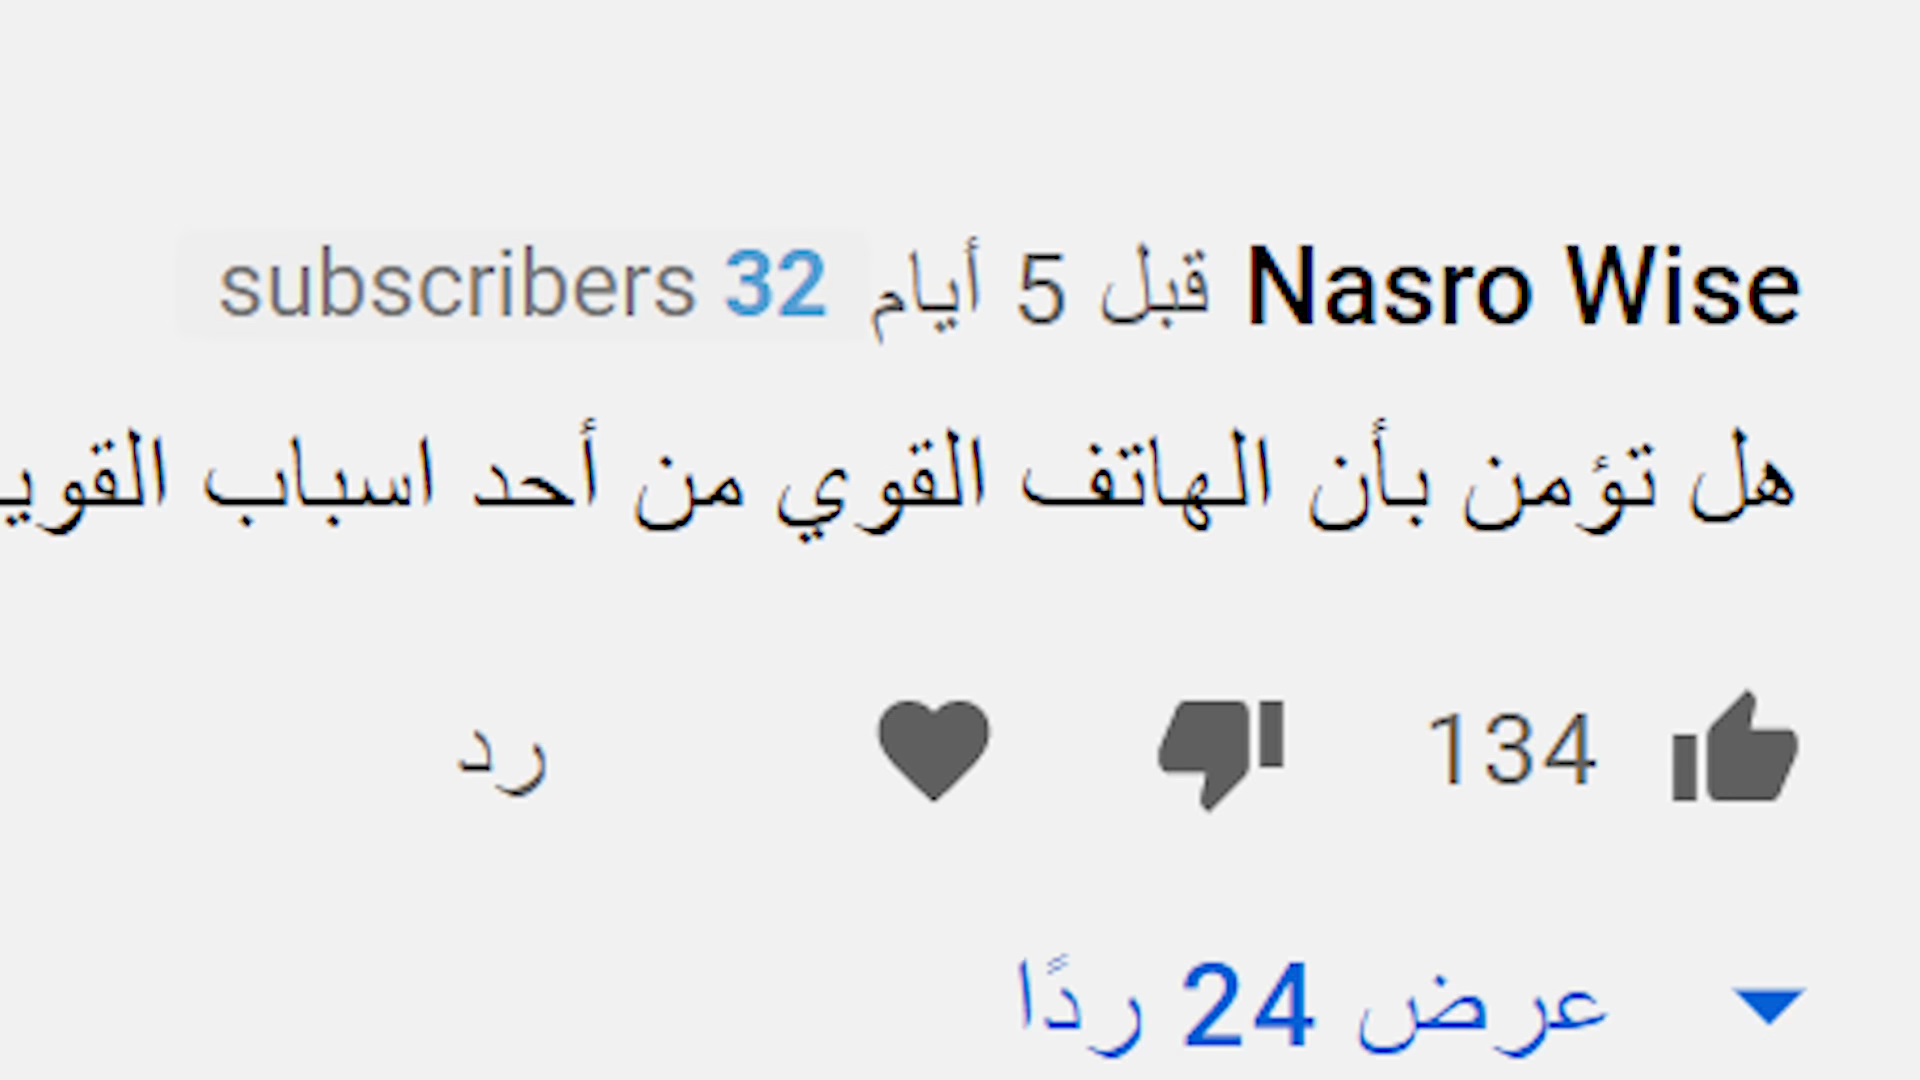 Nasro Wise قبل 5 أيام 32 subscribers
هل تؤمن بأن الهاتف القوي من أحد اسباب
134
رد
عرض 24 ردًا